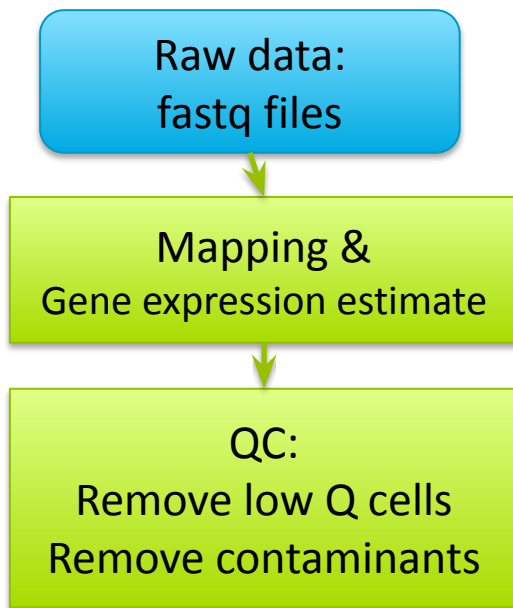 Raw data:
fastq files
Mapping &
Gene expression estimate
QC:
Remove low Q cells
Remove contaminants